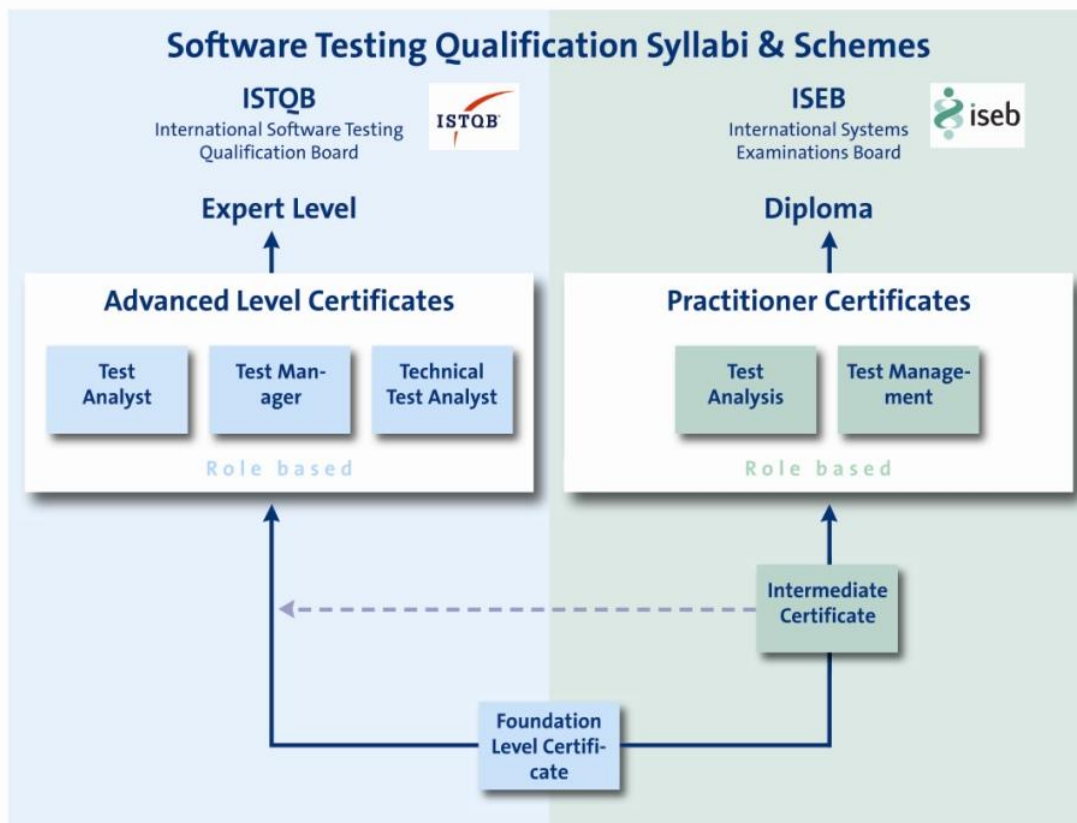 Software Testing Qualification Syllabi & Schemes
ISTQB
International Software Testing
Qualification Board
ISTQB
ISEB
International Systems
Examinations Board
iseb
Expert Level
Diploma
Advanced Level Certificates
Test
Analyst
Test Man-
ager
Technical
Test Analyst
Role based
Practitioner Certificates
Test
Analysis
Test Manage-
ment
Role based
Intermediate
Certificate
Foundation
Level Certifi-
cate